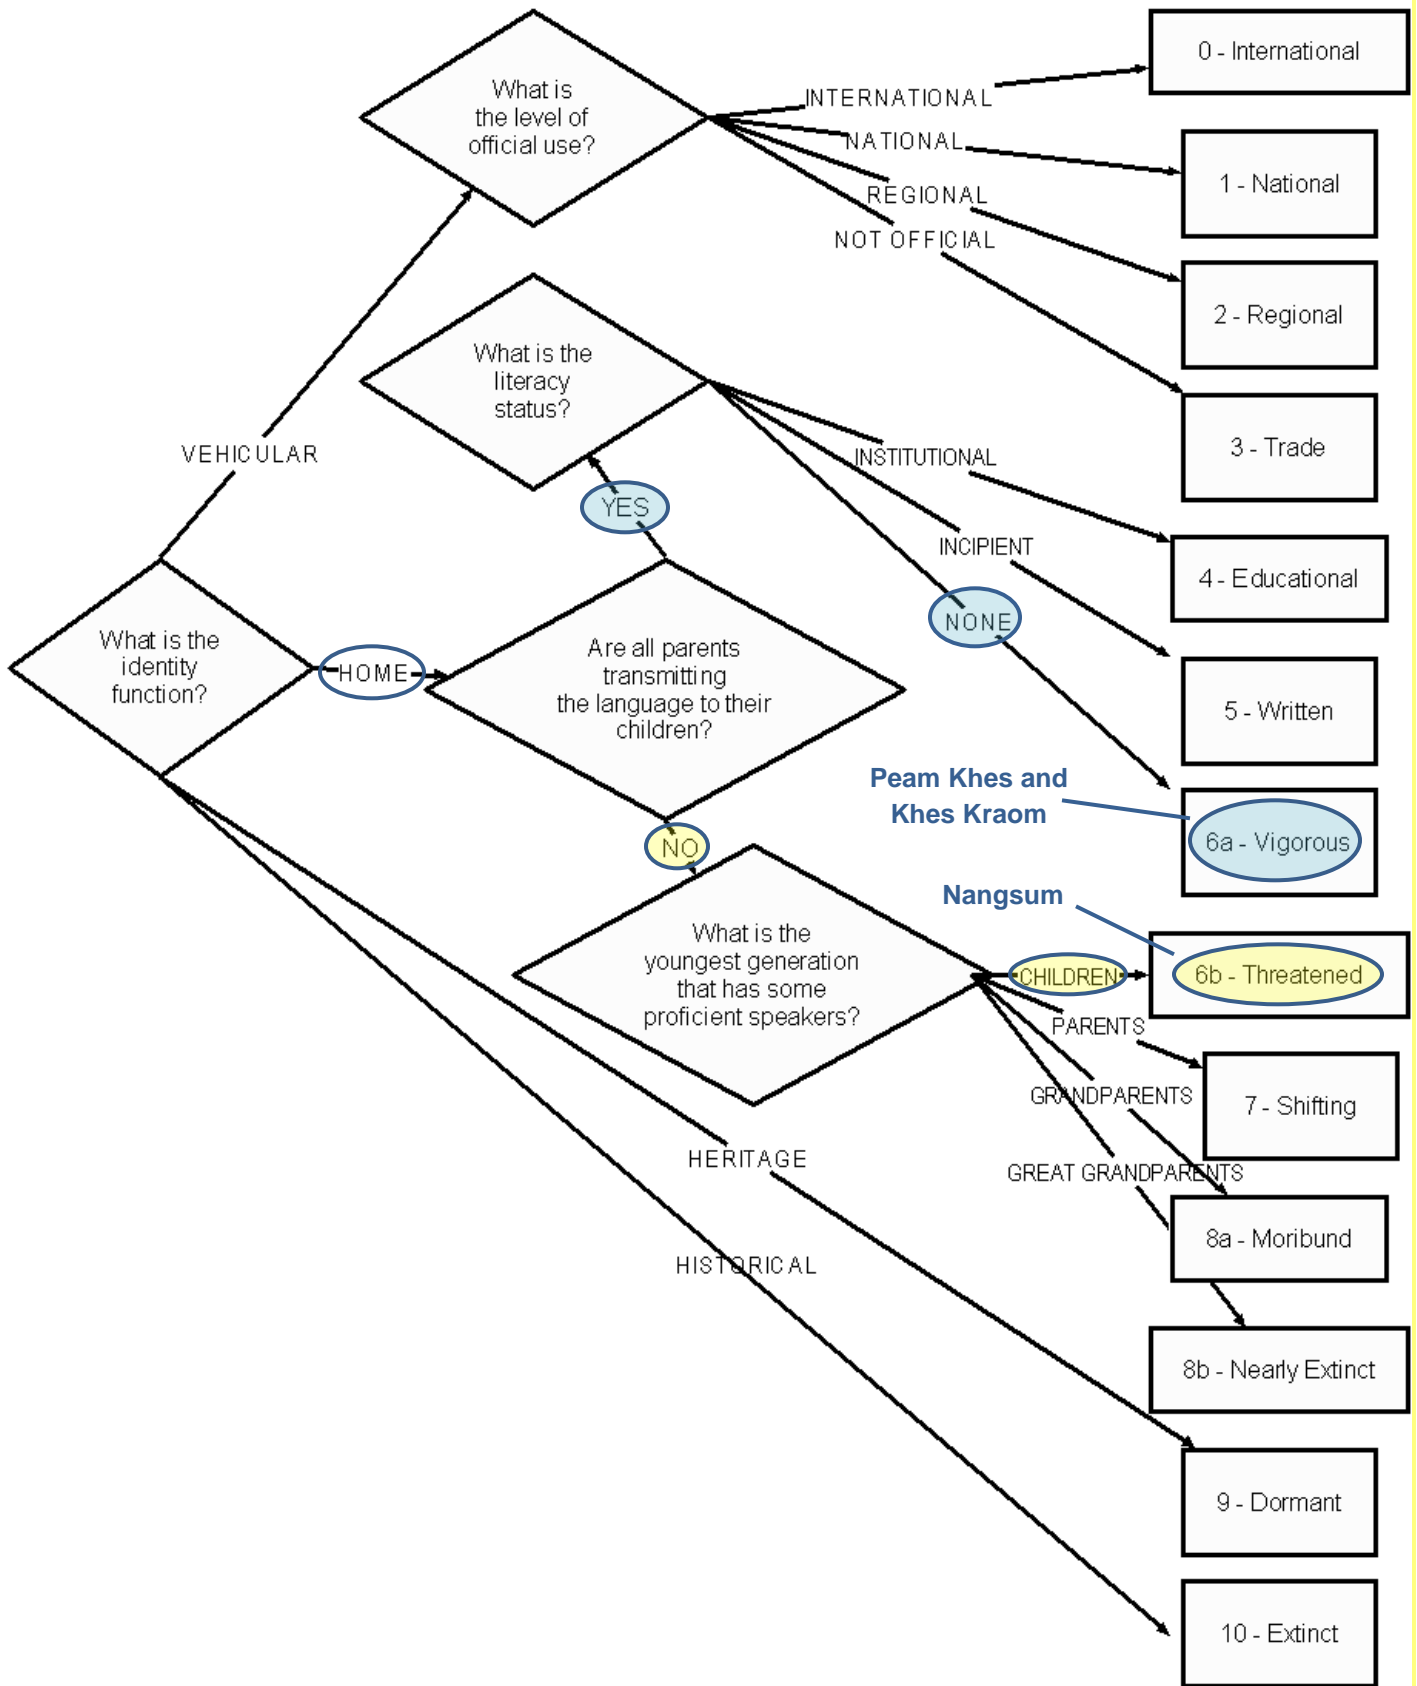 What is
the level of
official use?
INTERNATIONAL
NATIONAL
REGIONAL
NOT OFFICIAL
0 - International
1 - National
2 - Regional
3 - Trade
VEHICULAR
What is the
literacy
status?
INSTITUTIONAL
INCIPIENT
NONE
4 - Educational
5 - Written
6a - Vigorous
Peam Khes and
Khes Kraom
YES
What is the
identity
function?
HOME
Are all parents
transmitting
the language to their
children?
NO
What is the
youngest generation
that has some
proficient speakers?
Nangsum
CHILDREN
PARENTS
GRANDPARENTS
GREAT GRANDPARENTS
6b - Threatened
7 - Shifting
8a - Moribund
8b - Nearly Extinct
HERITAGE
HISTORICAL
9 - Dormant
10 - Extinct